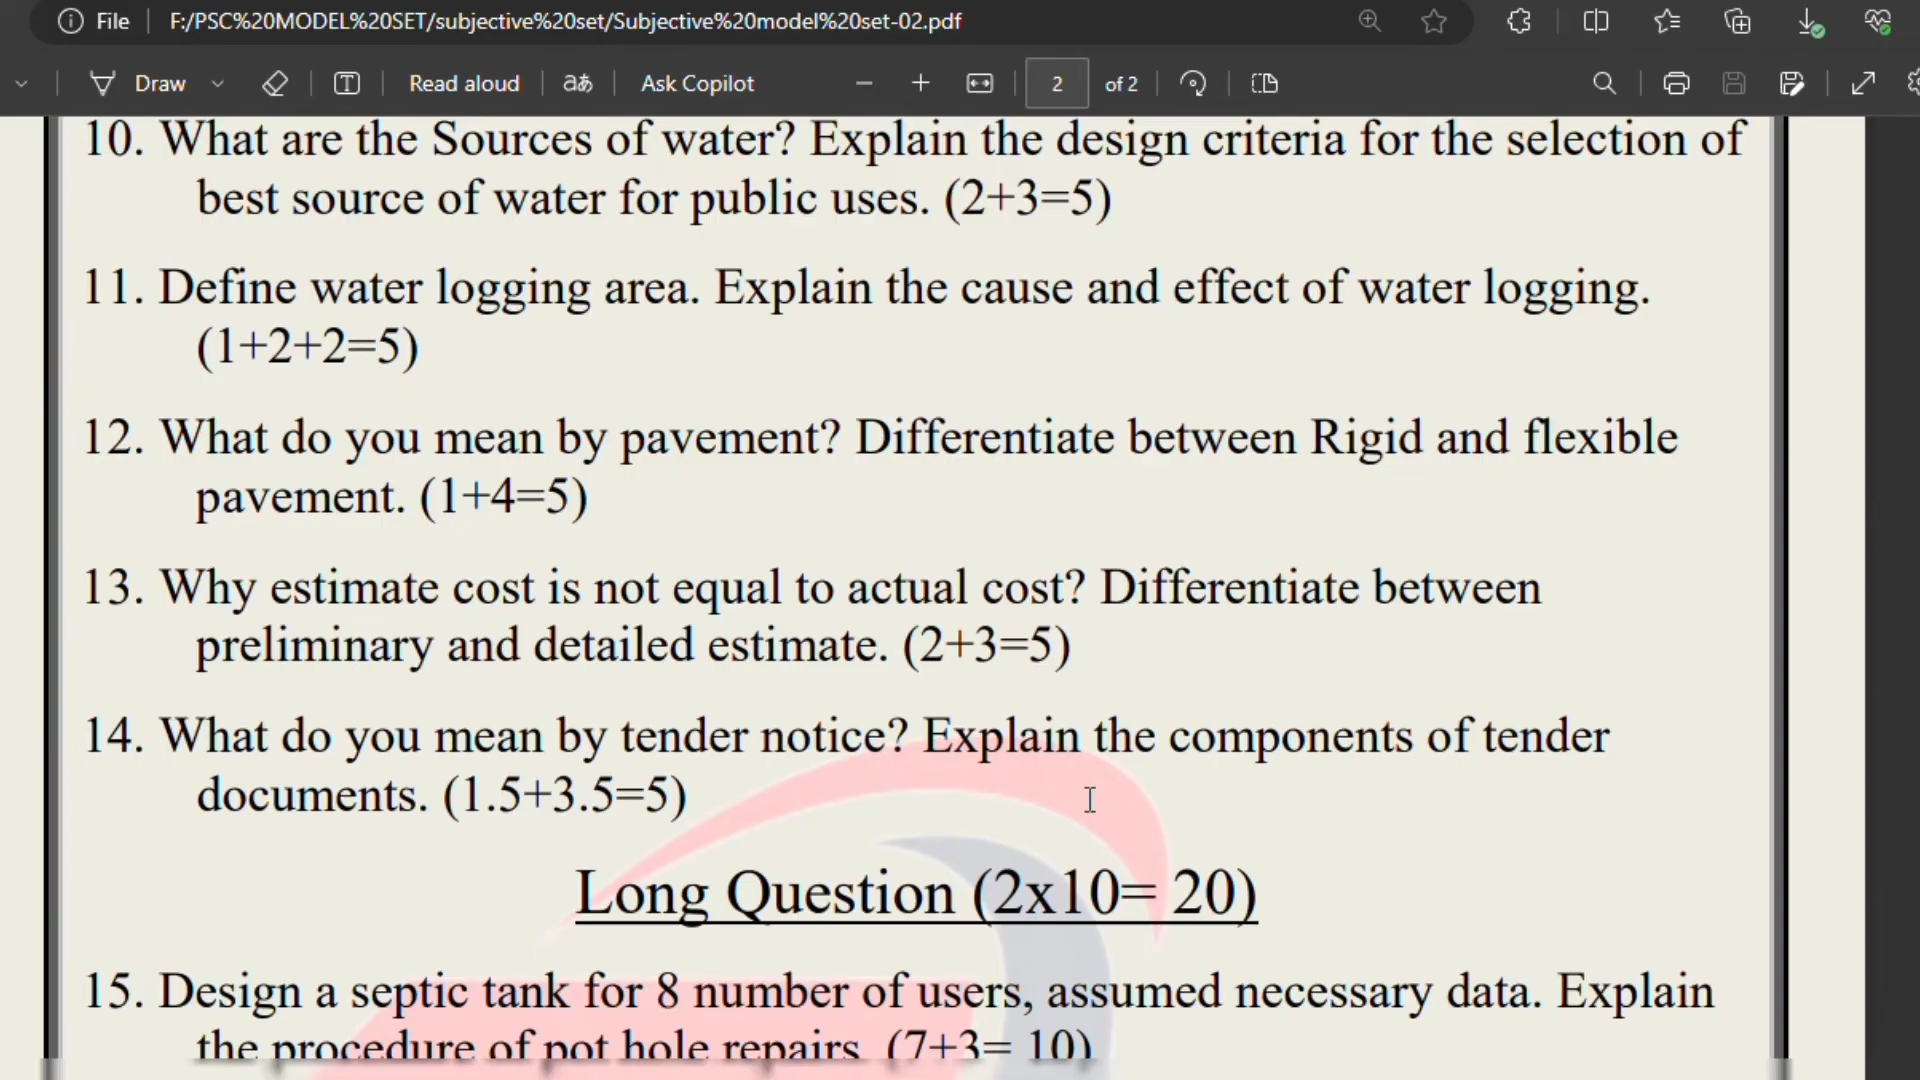 File F:/PSC%20MODEL%20SET/subjective%20set/Subjective%20model%20set-02.pdf
Draw Read aloud aあ Ask Copilot 2 of 2
10. What are the Sources of water? Explain the design criteria for the selection of
best source of water for public uses. (2+3=5)
11. Define water logging area. Explain the cause and effect of water logging.
(1+2+2=5)
12. What do you mean by pavement? Differentiate between Rigid and flexible
pavement. (1+4=5)
13. Why estimate cost is not equal to actual cost? Differentiate between
preliminary and detailed estimate. (2+3=5)
14. What do you mean by tender notice? Explain the components of tender
documents. (1.5+3.5=5)
Long Question (2x10= 20)
15. Design a septic tank for 8 number of users, assumed necessary data. Explain
the procedure of pot hole repairs. (7+3= 10)